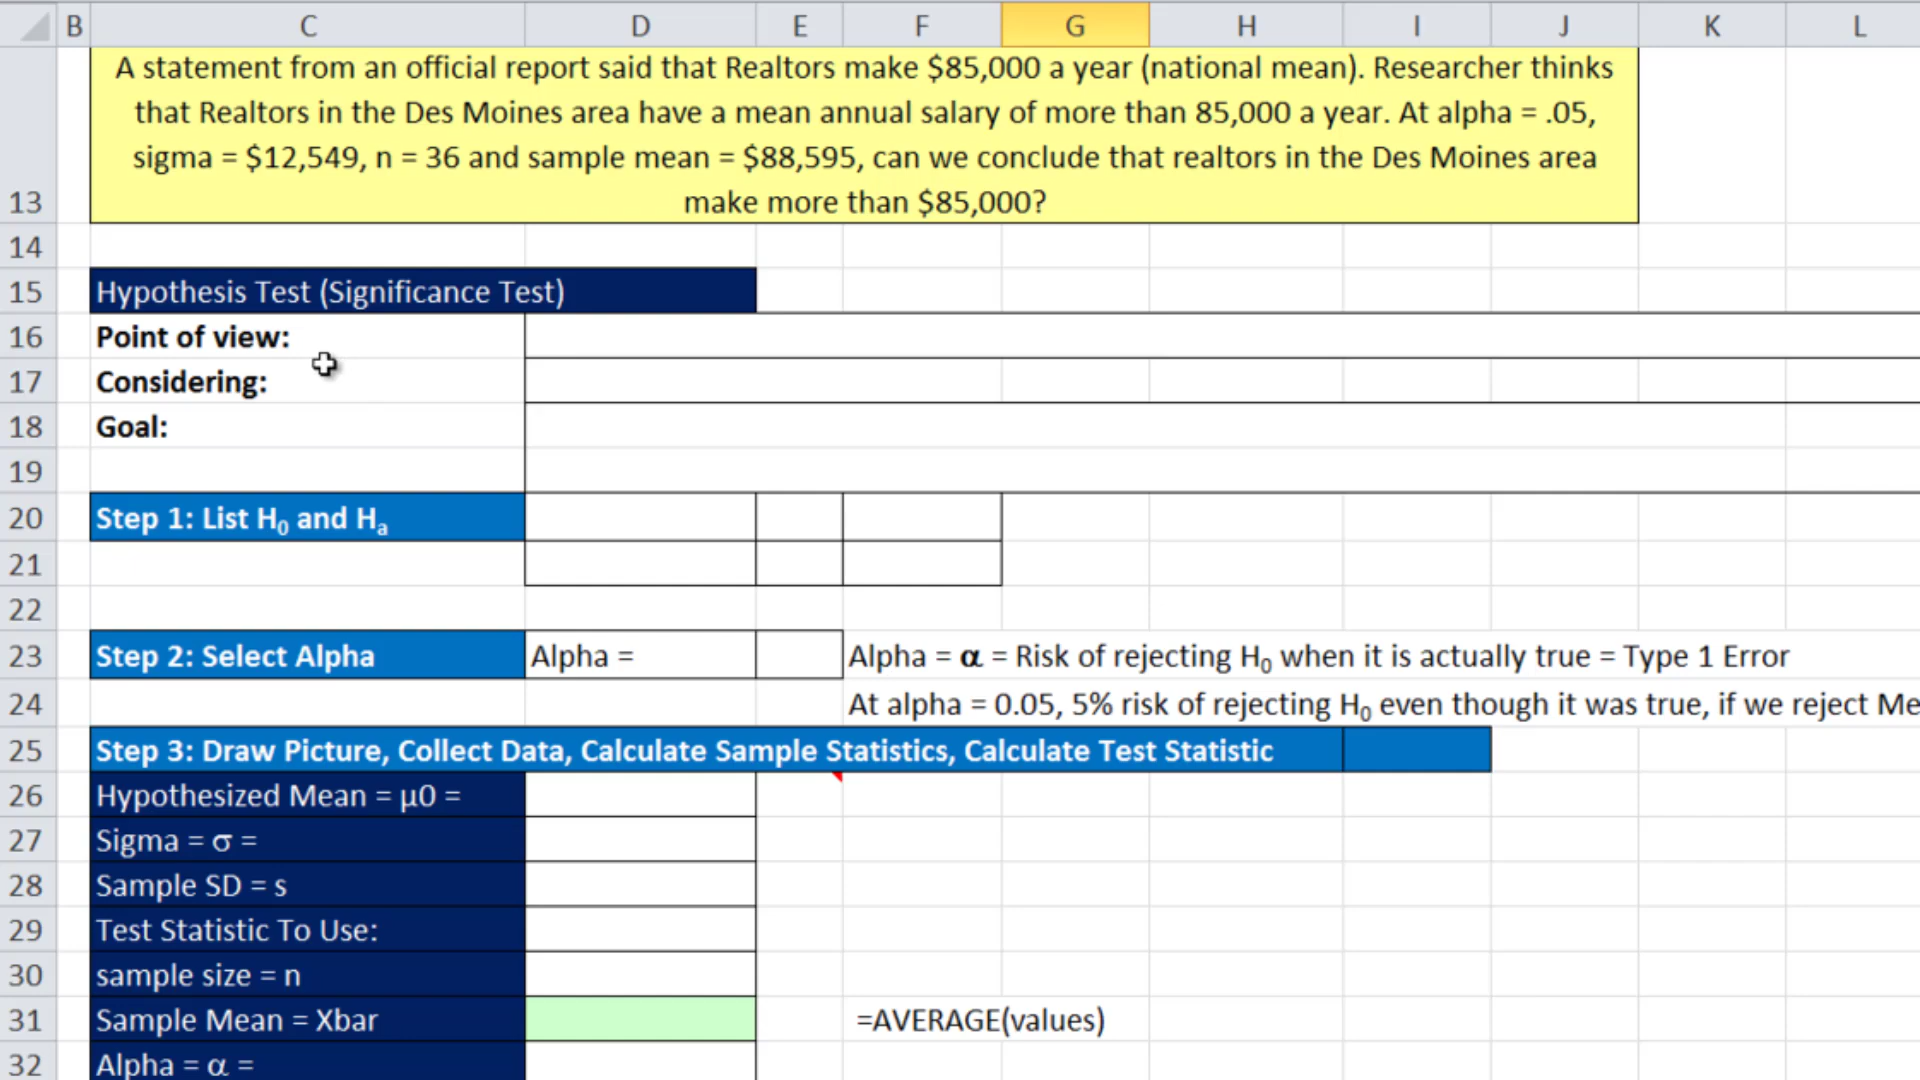 B C D E F G H I J K L
A statement from an official report said that Realtors make $85,000 a year (national mean). Researcher thinks
that Realtors in the Des Moines area have a mean annual salary of more than 85,000 a year. At alpha = .05,
sigma = $12,549, n = 36 and sample mean = $88,595, can we conclude that realtors in the Des Moines area
13 make more than $85,000?
14
15 Hypothesis Test (Significance Test)
16 Point of view:
17 Considering:
18 Goal:
19
20 Step 1: List H₀ and Hₐ
21
22
23 Step 2: Select Alpha Alpha = Alpha = α = Risk of rejecting H₀ when it is actually true = Type 1 Error
24 At alpha = 0.05, 5% risk of rejecting H₀ even though it was true, if we reject Me
25 Step 3: Draw Picture, Collect Data, Calculate Sample Statistics, Calculate Test Statistic
26 Hypothesized Mean = μ0 =
27 Sigma = σ =
28 Sample SD = s
29 Test Statistic To Use:
30 sample size = n
31 Sample Mean = Xbar =AVERAGE(values)
32 Alpha = α =